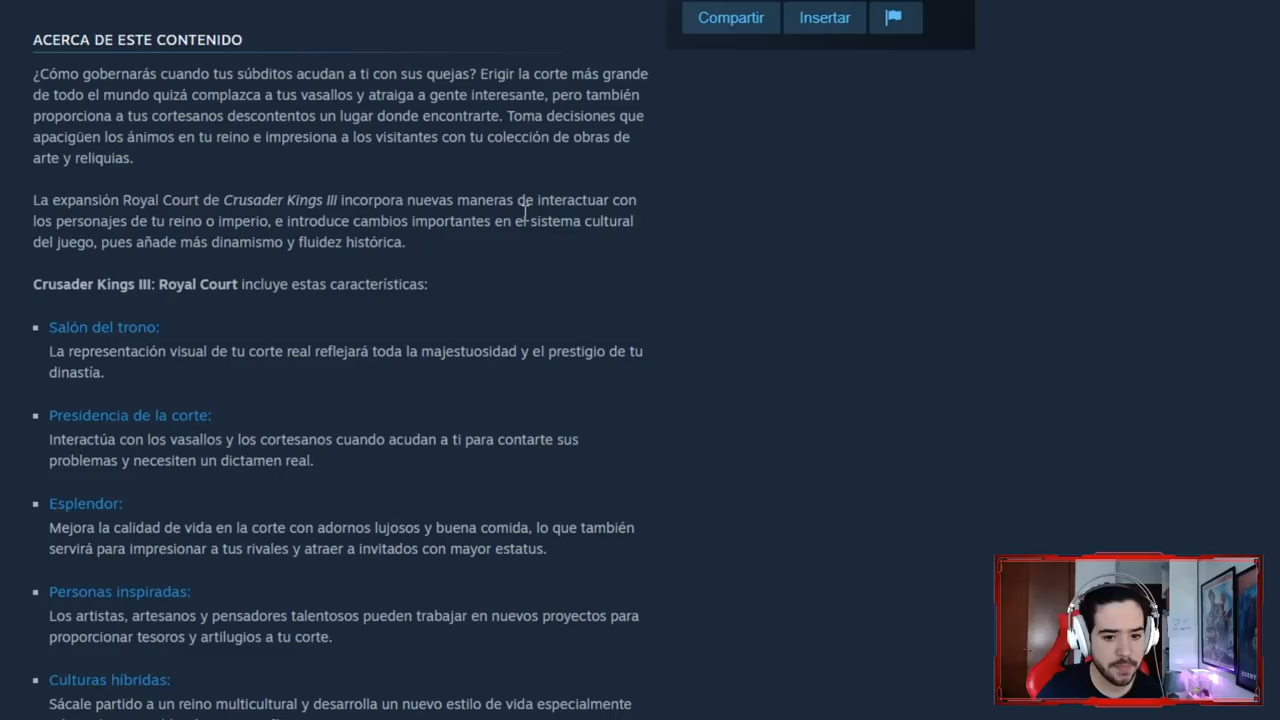 Compartir
Insertar
ACERCA DE ESTE CONTENIDO
¿Cómo gobernarás cuando tus súbditos acudan a ti con sus quejas? Erigir la corte más grande
de todo el mundo quizá complazca a tus vasallos y atraiga a gente interesante, pero también
proporciona a tus cortesanos descontentos un lugar donde encontrarte. Toma decisiones que
apacigüen los ánimos en tu reino e impresiona a los visitantes con tu colección de obras de
arte y reliquias.
La expansión Royal Court de Crusader Kings III incorpora nuevas maneras de interactuar con
los personajes de tu reino o imperio, e introduce cambios importantes en el sistema cultural
del juego, pues añade más dinamismo y fluidez histórica.
Crusader Kings III: Royal Court incluye estas características:
Salón del trono:
La representación visual de tu corte real reflejará toda la majestuosidad y el prestigio de tu
dinastía.
Presidencia de la corte:
Interactúa con los vasallos y los cortesanos cuando acudan a ti para contarte sus
problemas y necesiten un dictamen real.
Esplendor:
Mejora la calidad de vida en la corte con adornos lujosos y buena comida, lo que también
servirá para impresionar a tus rivales y atraer a invitados con mayor estatus.
Personas inspiradas:
Los artistas, artesanos y pensadores talentosos pueden trabajar en nuevos proyectos para
proporcionar tesoros y artilugios a tu corte.
Culturas híbridas:
Sácale partido a un reino multicultural y desarrolla un nuevo estilo de vida especialmente